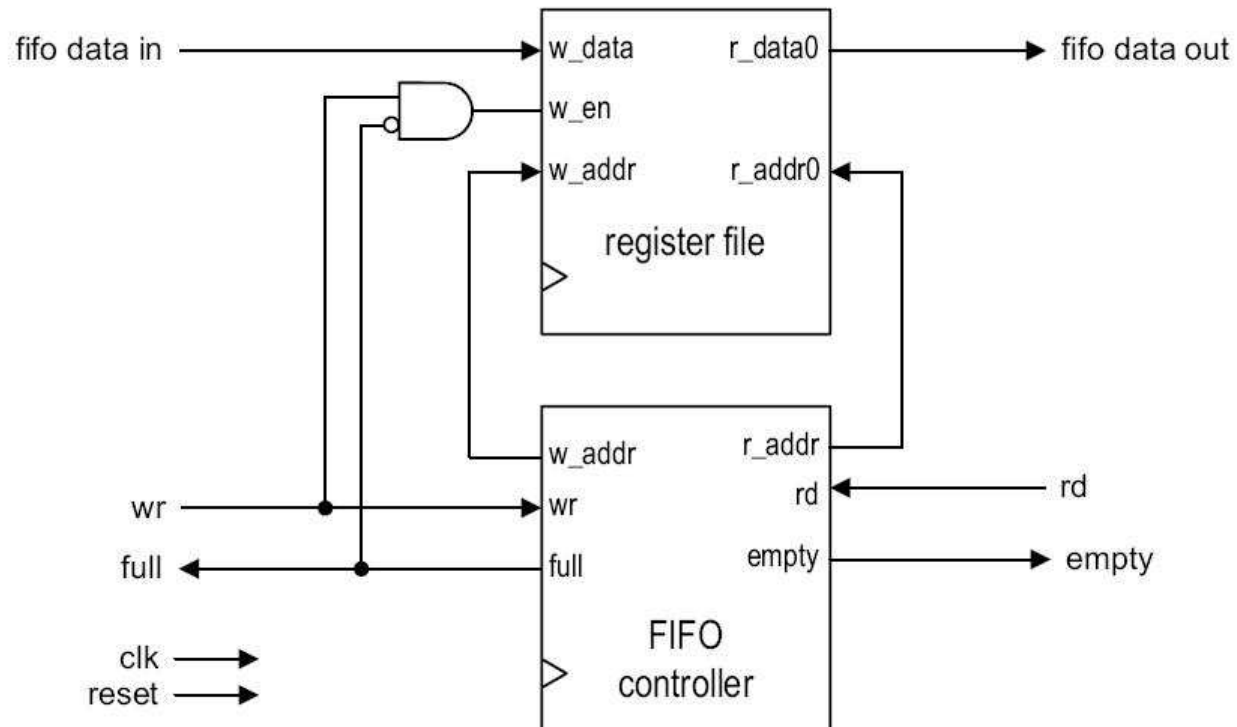 fifo data in
w_data
r_data0
fifo data out
w_en
w_addr
r_addr0
register file
w_addr
r_addr
wr
wr
rd
rd
full
full
empty
empty
clk
reset
FIFO
controller